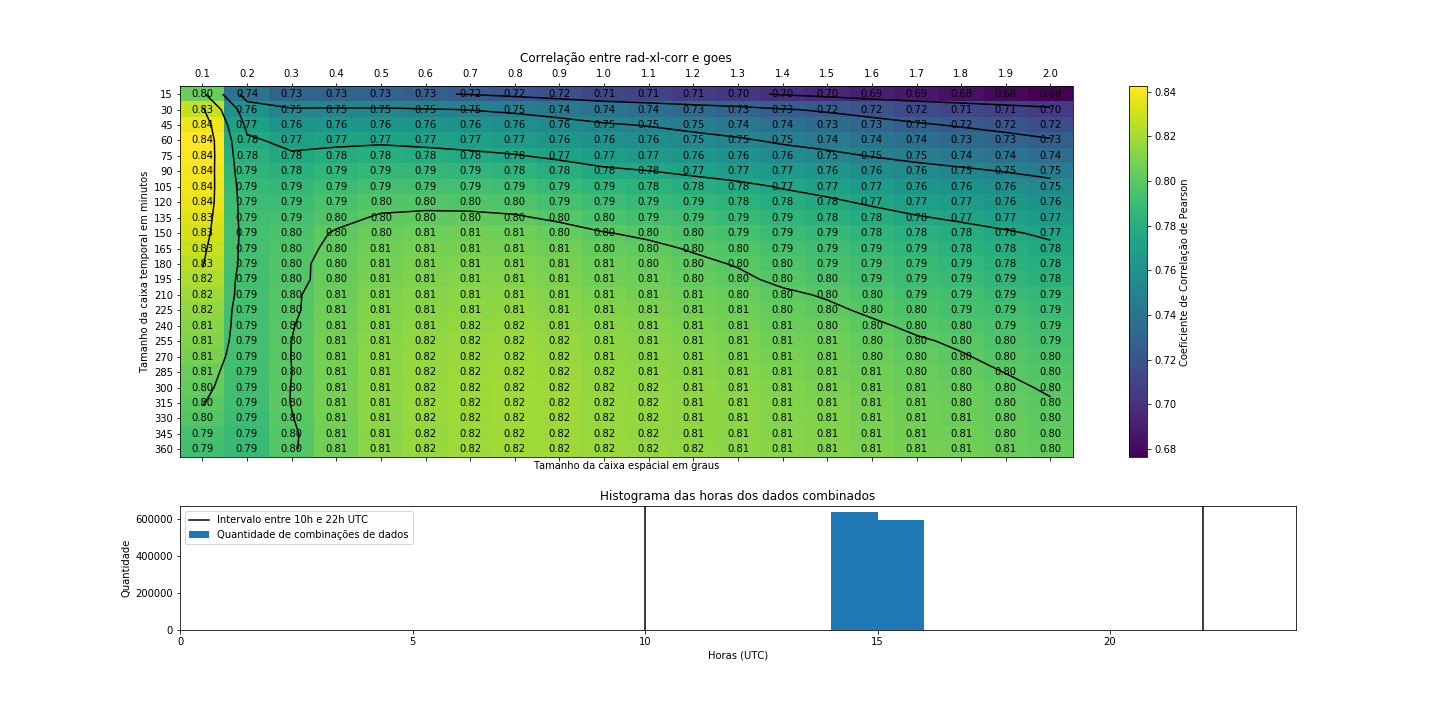 Correlação entre rad-xl-corr e goes
0.1 0.2 0.3 0.4 0.5 0.6 0.7 0.8 0.9 1.0 1.1 1.2 1.3 1.4 1.5 1.6 1.7 1.8 1.9 2.0
15 0.80 0.74 0.73 0.73 0.73 0.73 0.72 0.72 0.72 0.71 0.71 0.71 0.70 0.70 0.70 0.69 0.69 0.68 0.68 0.68
30 0.83 0.76 0.75 0.75 0.75 0.75 0.75 0.75 0.74 0.74 0.74 0.73 0.73 0.73 0.72 0.72 0.72 0.71 0.71 0.70
45 0.84 0.77 0.76 0.76 0.76 0.76 0.76 0.76 0.76 0.75 0.75 0.75 0.74 0.74 0.73 0.73 0.73 0.72 0.72 0.72
60 0.84 0.78 0.76 0.77 0.77 0.77 0.77 0.76 0.76 0.76 0.76 0.75 0.75 0.75 0.74 0.74 0.74 0.73 0.73 0.73
75 0.84 0.78 0.78 0.78 0.78 0.78 0.78 0.78 0.77 0.77 0.77 0.76 0.76 0.76 0.75 0.75 0.75 0.74 0.74 0.74
90 0.84 0.79 0.78 0.79 0.79 0.79 0.79 0.78 0.78 0.78 0.78 0.77 0.77 0.77 0.76 0.76 0.76 0.75 0.75 0.75
105 0.84 0.79 0.79 0.79 0.79 0.79 0.79 0.79 0.79 0.79 0.78 0.78 0.78 0.77 0.77 0.77 0.76 0.76 0.76 0.75
120 0.84 0.79 0.79 0.79 0.80 0.80 0.80 0.80 0.79 0.79 0.79 0.79 0.78 0.78 0.78 0.77 0.77 0.77 0.76 0.76
135 0.83 0.79 0.79 0.80 0.80 0.80 0.80 0.80 0.80 0.80 0.79 0.79 0.79 0.78 0.78 0.78 0.78 0.77 0.77 0.77
150 0.83 0.79 0.80 0.80 0.80 0.81 0.81 0.81 0.80 0.80 0.80 0.80 0.79 0.79 0.79 0.78 0.78 0.78 0.78 0.77
165 0.83 0.79 0.80 0.80 0.81 0.81 0.81 0.81 0.81 0.81 0.80 0.80 0.80 0.79 0.79 0.79 0.79 0.78 0.78 0.78
180 0.83 0.79 0.80 0.80 0.81 0.81 0.81 0.81 0.81 0.81 0.81 0.80 0.80 0.80 0.79 0.79 0.79 0.79 0.78 0.78
195 0.82 0.79 0.80 0.80 0.81 0.81 0.81 0.81 0.81 0.81 0.81 0.81 0.80 0.80 0.80 0.79 0.79 0.79 0.79 0.78
210 0.82 0.79 0.80 0.81 0.81 0.81 0.81 0.81 0.81 0.81 0.81 0.81 0.81 0.80 0.80 0.80 0.79 0.79 0.79 0.79
225 0.82 0.79 0.80 0.81 0.81 0.81 0.81 0.82 0.81 0.81 0.81 0.81 0.81 0.81 0.80 0.80 0.80 0.79 0.79 0.79
240 0.81 0.79 0.80 0.81 0.81 0.81 0.82 0.82 0.82 0.81 0.81 0.81 0.81 0.81 0.80 0.80 0.80 0.80 0.79 0.79
255 0.81 0.79 0.80 0.81 0.81 0.82 0.82 0.82 0.82 0.82 0.81 0.81 0.81 0.81 0.81 0.80 0.80 0.80 0.80 0.79
270 0.81 0.79 0.80 0.81 0.81 0.82 0.82 0.82 0.82 0.82 0.81 0.81 0.81 0.81 0.81 0.81 0.80 0.80 0.80 0.80
285 0.81 0.79 0.80 0.81 0.81 0.82 0.82 0.82 0.82 0.82 0.82 0.81 0.81 0.81 0.81 0.81 0.81 0.80 0.80 0.80
300 0.80 0.79 0.80 0.81 0.81 0.82 0.82 0.82 0.82 0.82 0.82 0.81 0.81 0.81 0.81 0.81 0.81 0.80 0.80 0.80
315 0.80 0.79 0.80 0.81 0.81 0.82 0.82 0.82 0.82 0.82 0.82 0.81 0.81 0.81 0.81 0.81 0.81 0.80 0.80 0.80
330 0.80 0.79 0.80 0.81 0.81 0.82 0.82 0.82 0.82 0.82 0.82 0.81 0.81 0.81 0.81 0.81 0.81 0.81 0.80 0.80
345 0.79 0.79 0.80 0.81 0.81 0.82 0.82 0.82 0.82 0.82 0.82 0.81 0.81 0.81 0.81 0.81 0.81 0.81 0.80 0.80
360 0.79 0.79 0.80 0.81 0.81 0.82 0.82 0.82 0.82 0.82 0.82 0.82 0.81 0.81 0.81 0.81 0.81 0.81 0.81 0.80
Tamanho da caixa temporal em minutos
Tamanho da caixa espacial em graus
0.84
0.82
0.80
0.78
0.76
0.74
0.72
0.70
0.68
Coeficiente de Correlação de Pearson
Histograma das horas dos dados combinados
Intervalo entre 10h e 22h UTC
Quantidade de combinações de dados
600000
400000
200000
0
Quantidade
0 5 10 15 20
Horas (UTC)